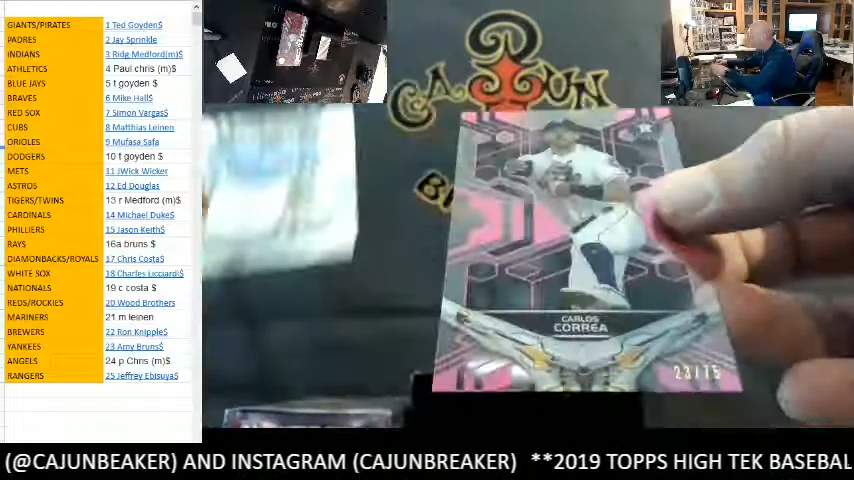 GIANTS/PIRATES 1 Ted Goyden$
PADRES 2 Jay Sprinkle
INDIANS 3 Ridg Medford(m)$
ATHLETICS 4 Paul chris (m)$
BLUE JAYS 5 t goyden $
BRAVES 6 Mike Hall$
RED SOX 7 Simon Vargas$
CUBS 8 Matthias Leinen
ORIOLES 9 Mufasa Safa
DODGERS 10 t goyden $
METS 11 JWick Wicker
ASTROS 12 Ed Douglas
TIGERS/TWINS 13 r Medford (m)$
CARDINALS 14 Michael Duke$
PHILLIERS 15 Jason Keith$
RAYS 16a bruns $
DIAMONBACKS/ROYALS 17 Chris Costa$
WHITE SOX 18 Charles Licciardi$
NATIONALS 19 c costa $
REDS/ROCKIES 20 Wood Brothers
MARINERS 21 m leinen
BREWERS 22 Ron Knipple$
YANKEES 23 Amy Bruns$
ANGELS 24 p Chris (m)$
RANGERS 25 Jeffrey Ebisuya$
CAJUN
CARLOS
CORREA
23/75
(@CAJUNBEAKER) AND INSTAGRAM (CAJUNBREAKER) **2019 TOPPS HIGH TEK BASEBAL